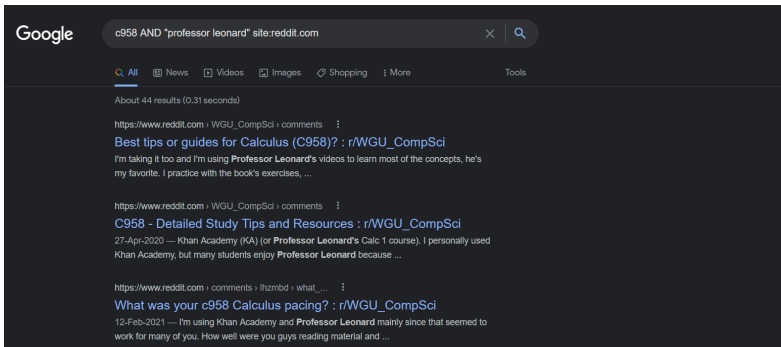 Google
c958 AND "professor leonard" site:reddit.com
All News Videos Images Shopping More Tools
About 44 results (0.31 seconds)
https://www.reddit.com › WGU_CompSci › comments
Best tips or guides for Calculus (C958)? : r/WGU_CompSci
I'm taking it too and I'm using Professor Leonard's videos to learn most of the concepts, he's
my favorite. I practice with the book's exercises, ...
https://www.reddit.com › WGU_CompSci › comments
C958 - Detailed Study Tips and Resources : r/WGU_CompSci
27-Apr-2020 — Khan Academy (KA) (or Professor Leonard's Calc 1 course). I personally used
Khan Academy, but many students enjoy Professor Leonard because ...
https://www.reddit.com › comments › lhzmbd › what_...
What was your c958 Calculus pacing? : r/WGU_CompSci
12-Feb-2021 — I'm using Khan Academy and Professor Leonard mainly since that seemed to
work for many of you. How well were you guys reading material and ...